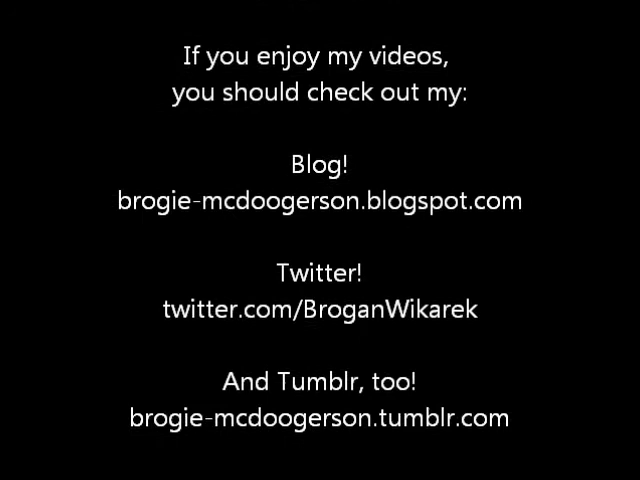 If you enjoy my videos,
you should check out my:
Blog!
brogie-mcdoogerson.blogspot.com
Twitter!
twitter.com/BroganWikarek
And Tumblr, too!
brogie-mcdoogerson.tumblr.com